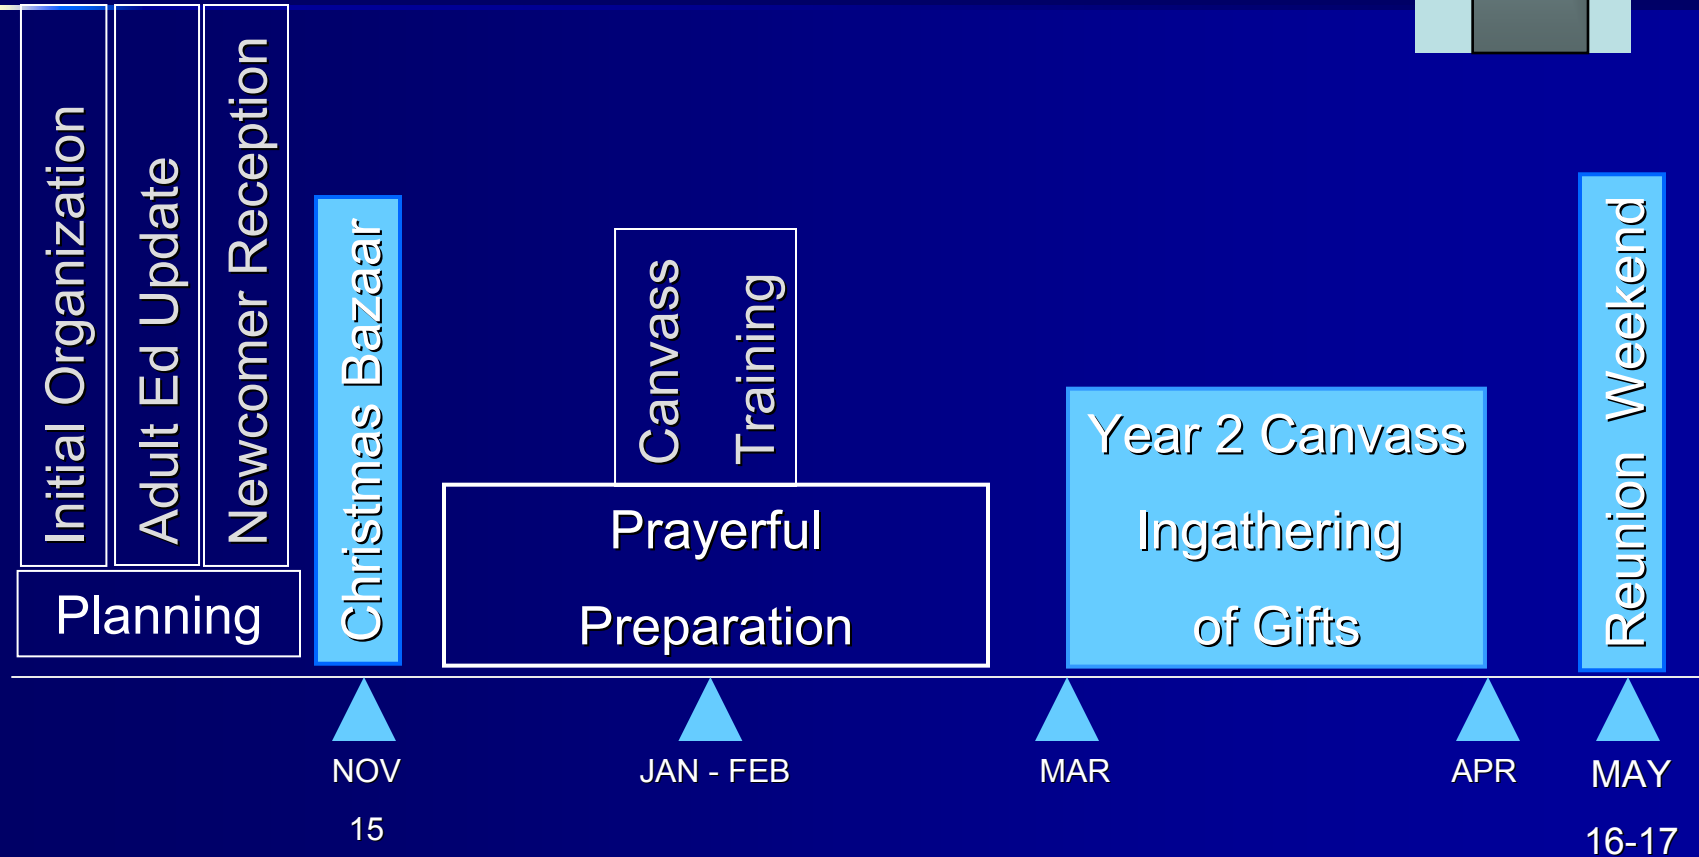 Initial Organization
Adult Ed Update
Newcomer Reception
Planning
Christmas Bazaar
Canvass
Training
Prayerful
Preparation
Year 2 Canvass
Ingathering
of Gifts
Reunion Weekend
NOV
15
JAN - FEB
MAR
APR
MAY
16-17